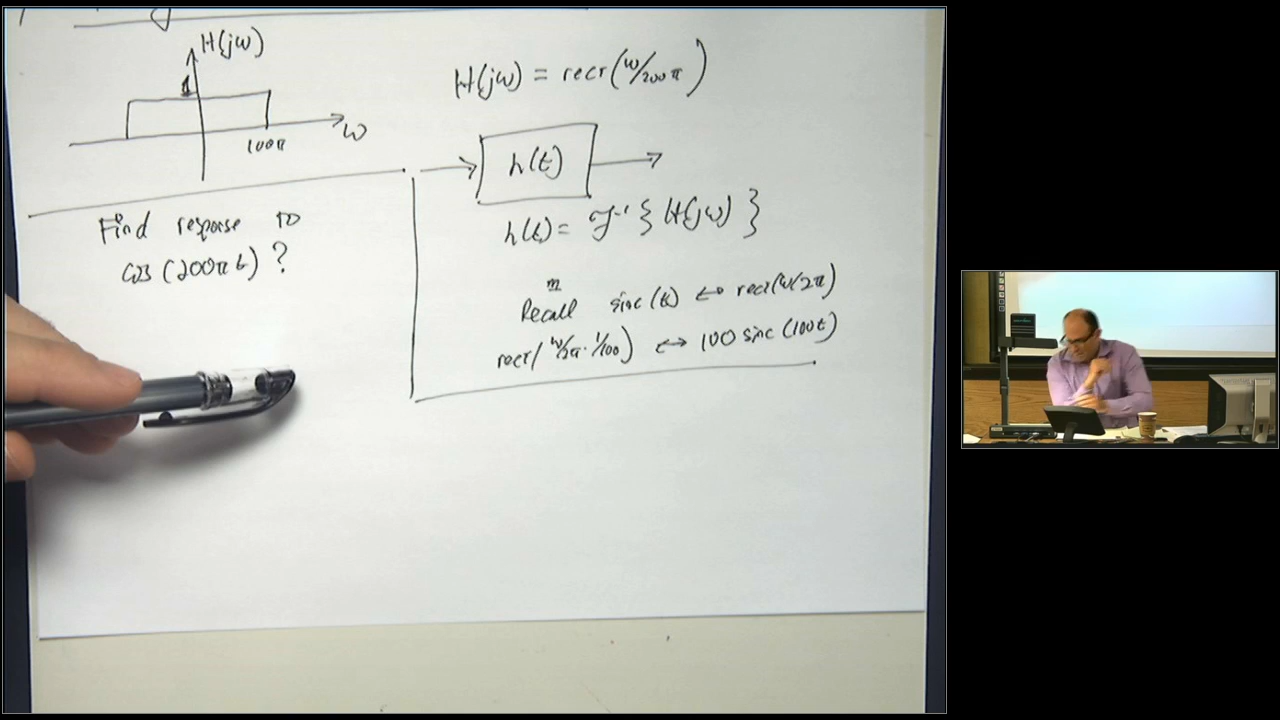 H(jω)
1
100π
ω
H(jω) = rect(ω/200π)
h(t)
h(t) = ℱ⁻¹ { H(jω) }
Find response to
cos(200πt) ?
Recall sinc(t) ↔ rect(ω/2π)
rect(ω/2π · 1/100) ↔ 100 sinc(100t)